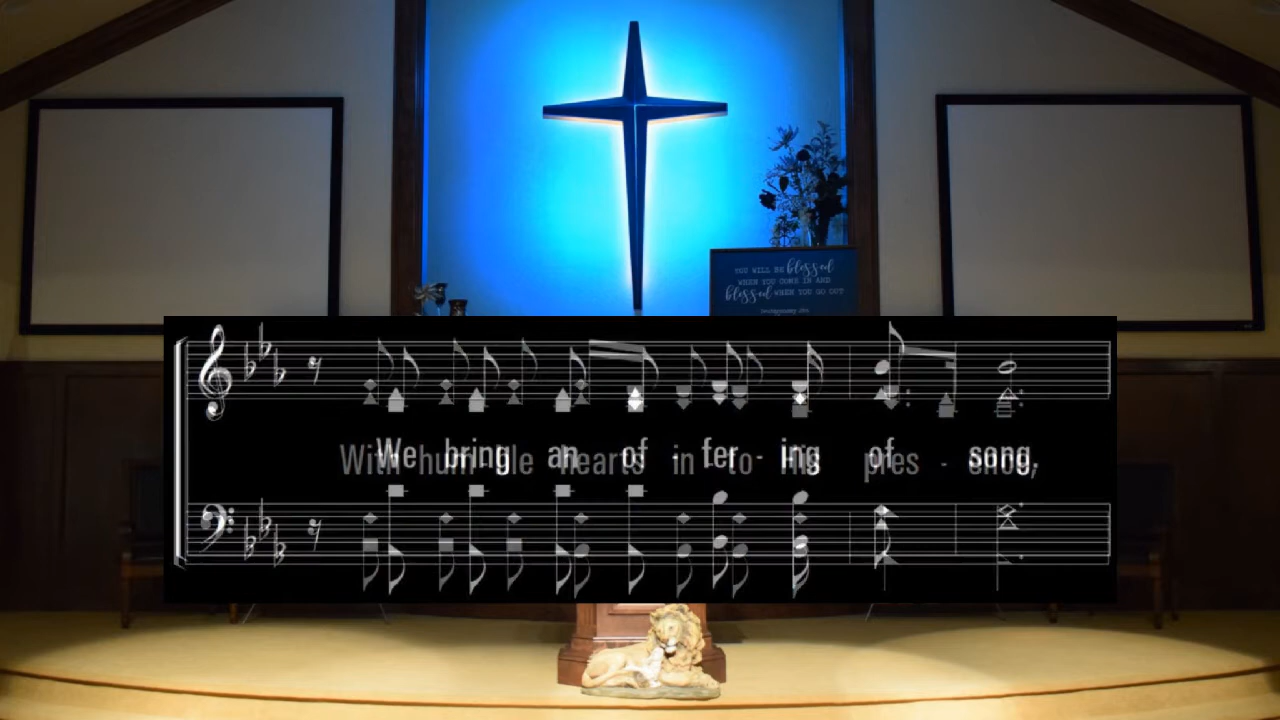 YOU WILL BE blessed
WHEN YOU COME IN AND
blessed WHEN YOU GO OUT
We bring an of - fer - ing of song,
With hum - ble hearts in - to His pres - ence,